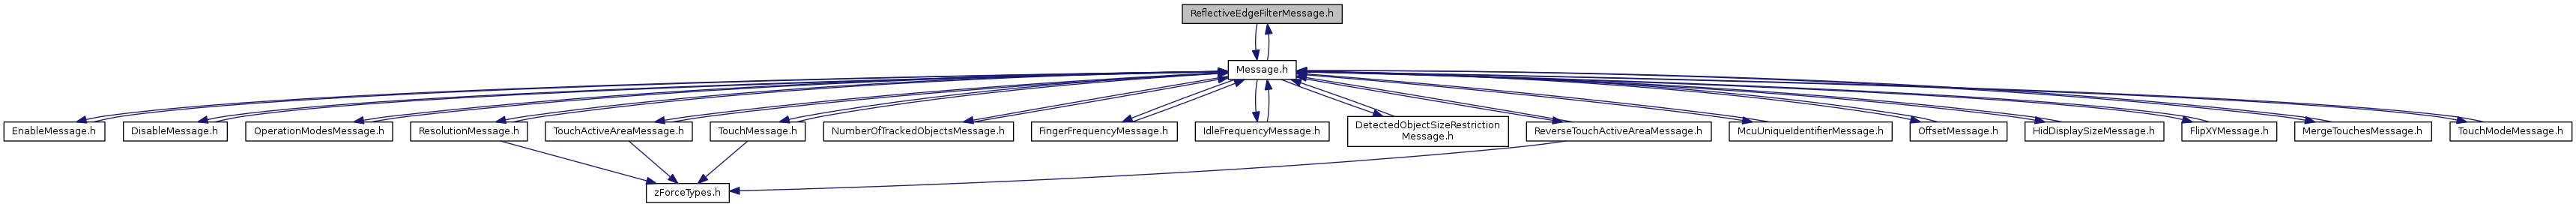 ReflectiveEdgeFilterMessage.h
Message.h
EnableMessage.h
DisableMessage.h
OperationModesMessage.h
ResolutionMessage.h
TouchActiveAreaMessage.h
TouchMessage.h
NumberOfTrackedObjectsMessage.h
FingerFrequencyMessage.h
IdleFrequencyMessage.h
DetectedObjectSizeRestriction
Message.h
ReverseTouchActiveAreaMessage.h
McuUniqueIdentifierMessage.h
OffsetMessage.h
HidDisplaySizeMessage.h
FlipXYMessage.h
MergeTouchesMessage.h
TouchModeMessage.h
zForceTypes.h